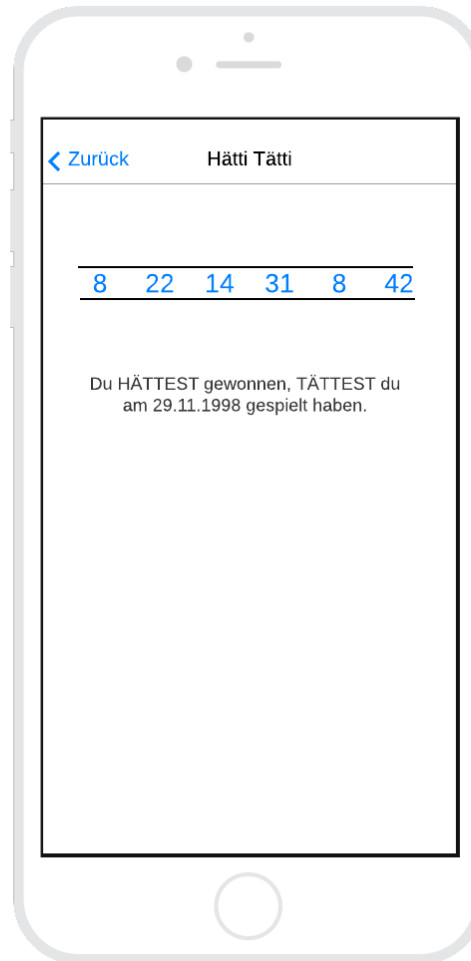 Zurück Hätti Tätti
8 22 14 31 8 42
Du HÄTTEST gewonnen, TÄTTEST du
am 29.11.1998 gespielt haben.